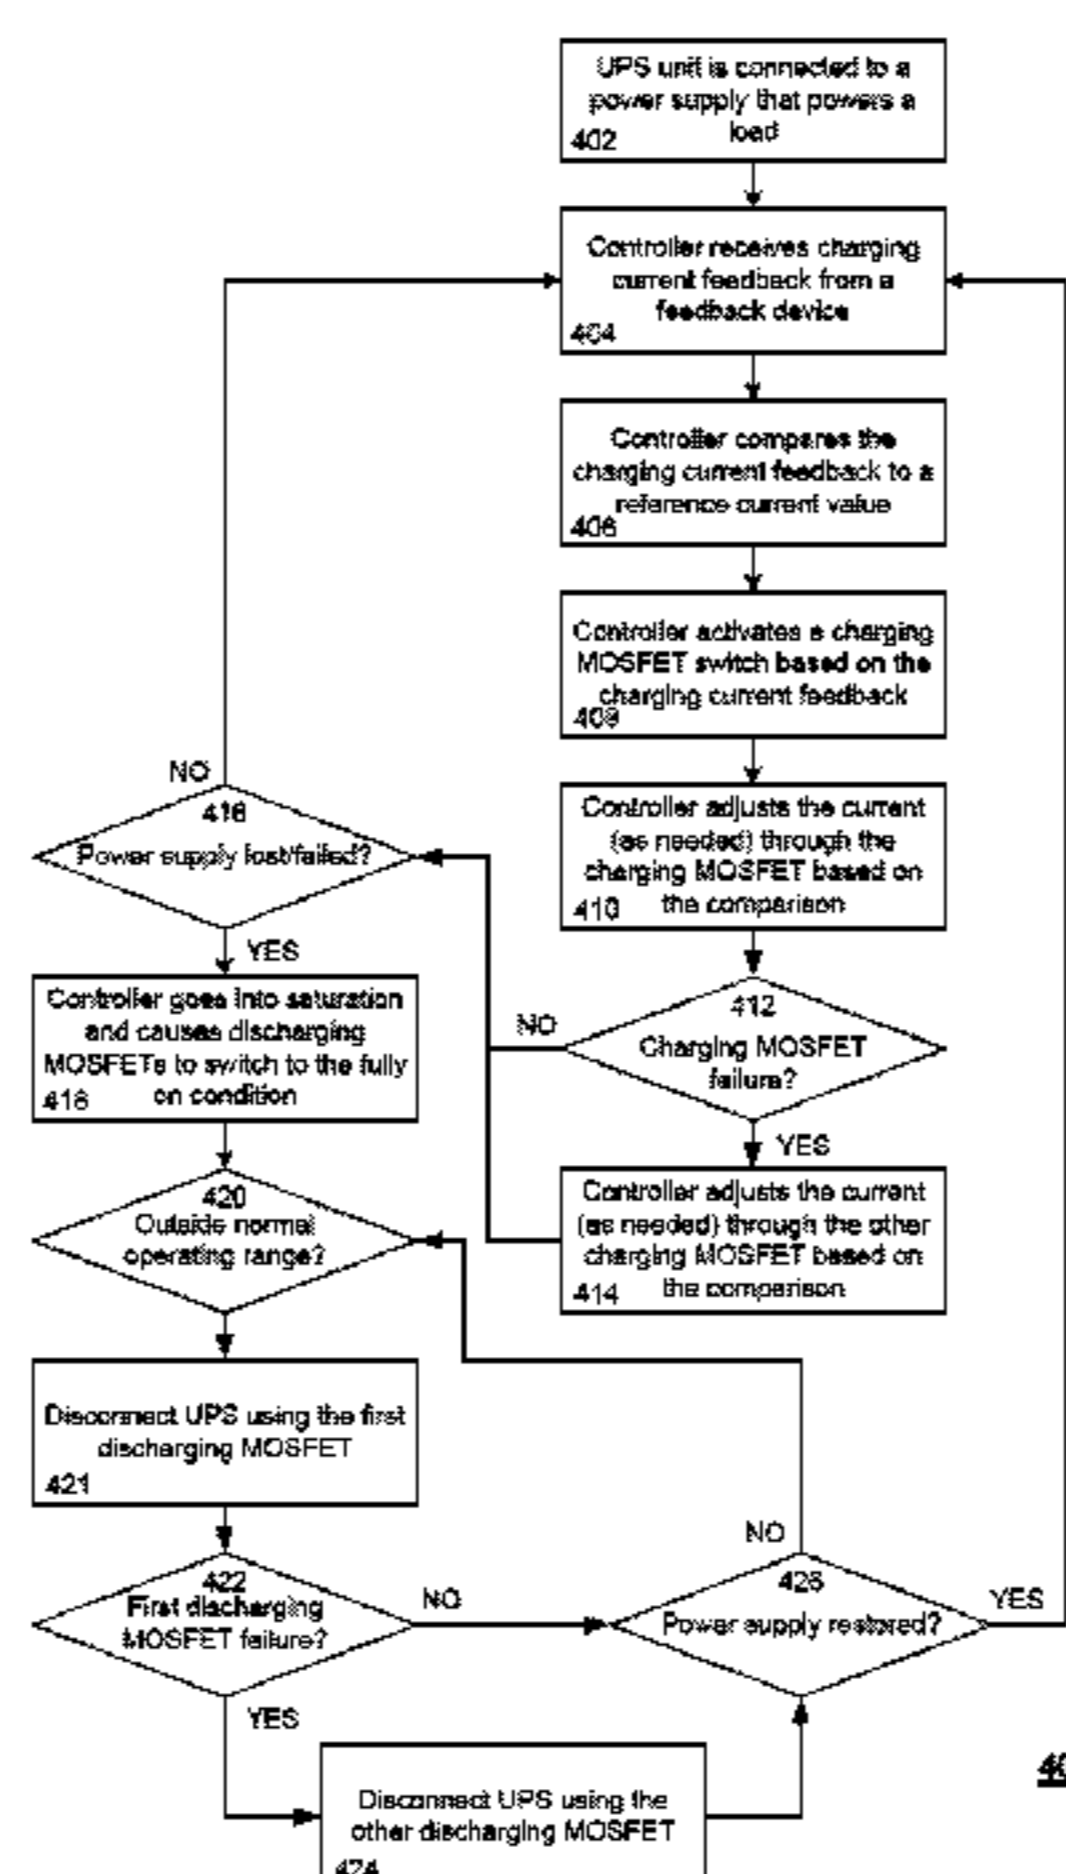 UPS unit is connected to a
power supply that powers a
load
402
Controller receives charging
current feedback from a
feedback device
404
Controller compares the
charging current feedback to a
reference current value
406
Controller activates a charging
MOSFET switch based on the
charging current feedback
408
Controller adjusts the current
(as needed) through the
charging MOSFET based on
the comparison
410
412
Charging MOSFET
failure?
NO
YES
Controller adjusts the current
(as needed) through the other
charging MOSFET based on
the comparison
414
NO
416
Power supply lost/failed?
YES
Controller goes into saturation
and causes discharging
MOSFETs to switch to the fully
on condition
418
420
Outside normal
operating range?
Disconnect UPS using the first
discharging MOSFET
421
422
First discharging
MOSFET failure?
NO
YES
Disconnect UPS using the
other discharging MOSFET
424
NO
426
Power supply restored?
YES
40